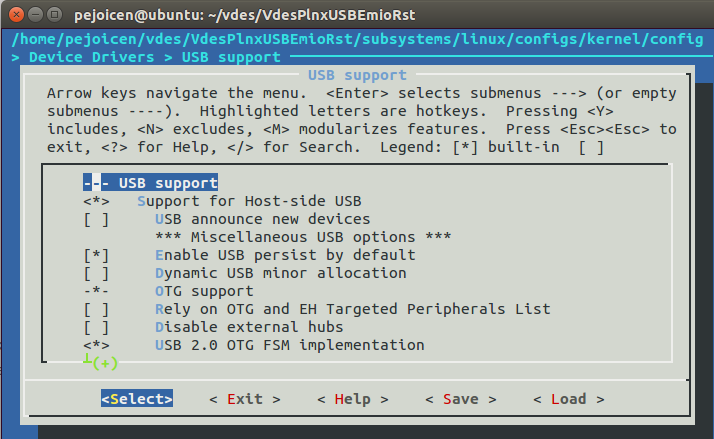 pejoicen@ubuntu: ~/vdes/VdesPlnxUSBEmioRst
/home/pejoicen/vdes/VdesPlnxUSBEmioRst/subsystems/linux/configs/kernel/config
> Device Drivers > USB support
USB support
Arrow keys navigate the menu.  <Enter> selects submenus ---> (or empty
submenus ----).  Highlighted letters are hotkeys.  Pressing <Y>
includes, <N> excludes, <M> modularizes features.  Press <Esc><Esc> to
exit, <?> for Help, </> for Search.  Legend: [*] built-in  [ ]
--- USB support
<*>   Support for Host-side USB
[ ]     USB announce new devices
*** Miscellaneous USB options ***
[*]     Enable USB persist by default
[ ]     Dynamic USB minor allocation
-*-     OTG support
[ ]     Rely on OTG and EH Targeted Peripherals List
[ ]     Disable external hubs
<*>     USB 2.0 OTG FSM implementation
(+)
<Select>    < Exit >    < Help >    < Save >    < Load >